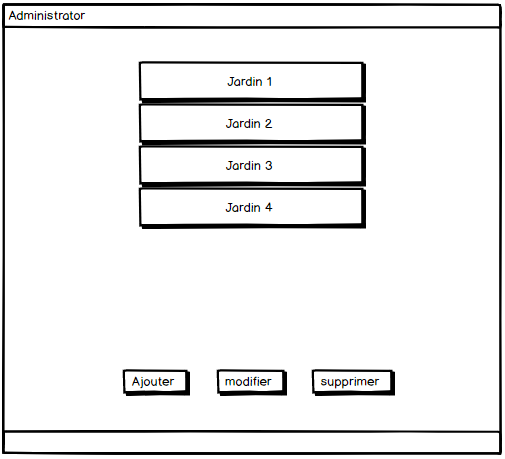 Administrator
Jardin 1
Jardin 2
Jardin 3
Jardin 4
Ajouter modifier supprimer